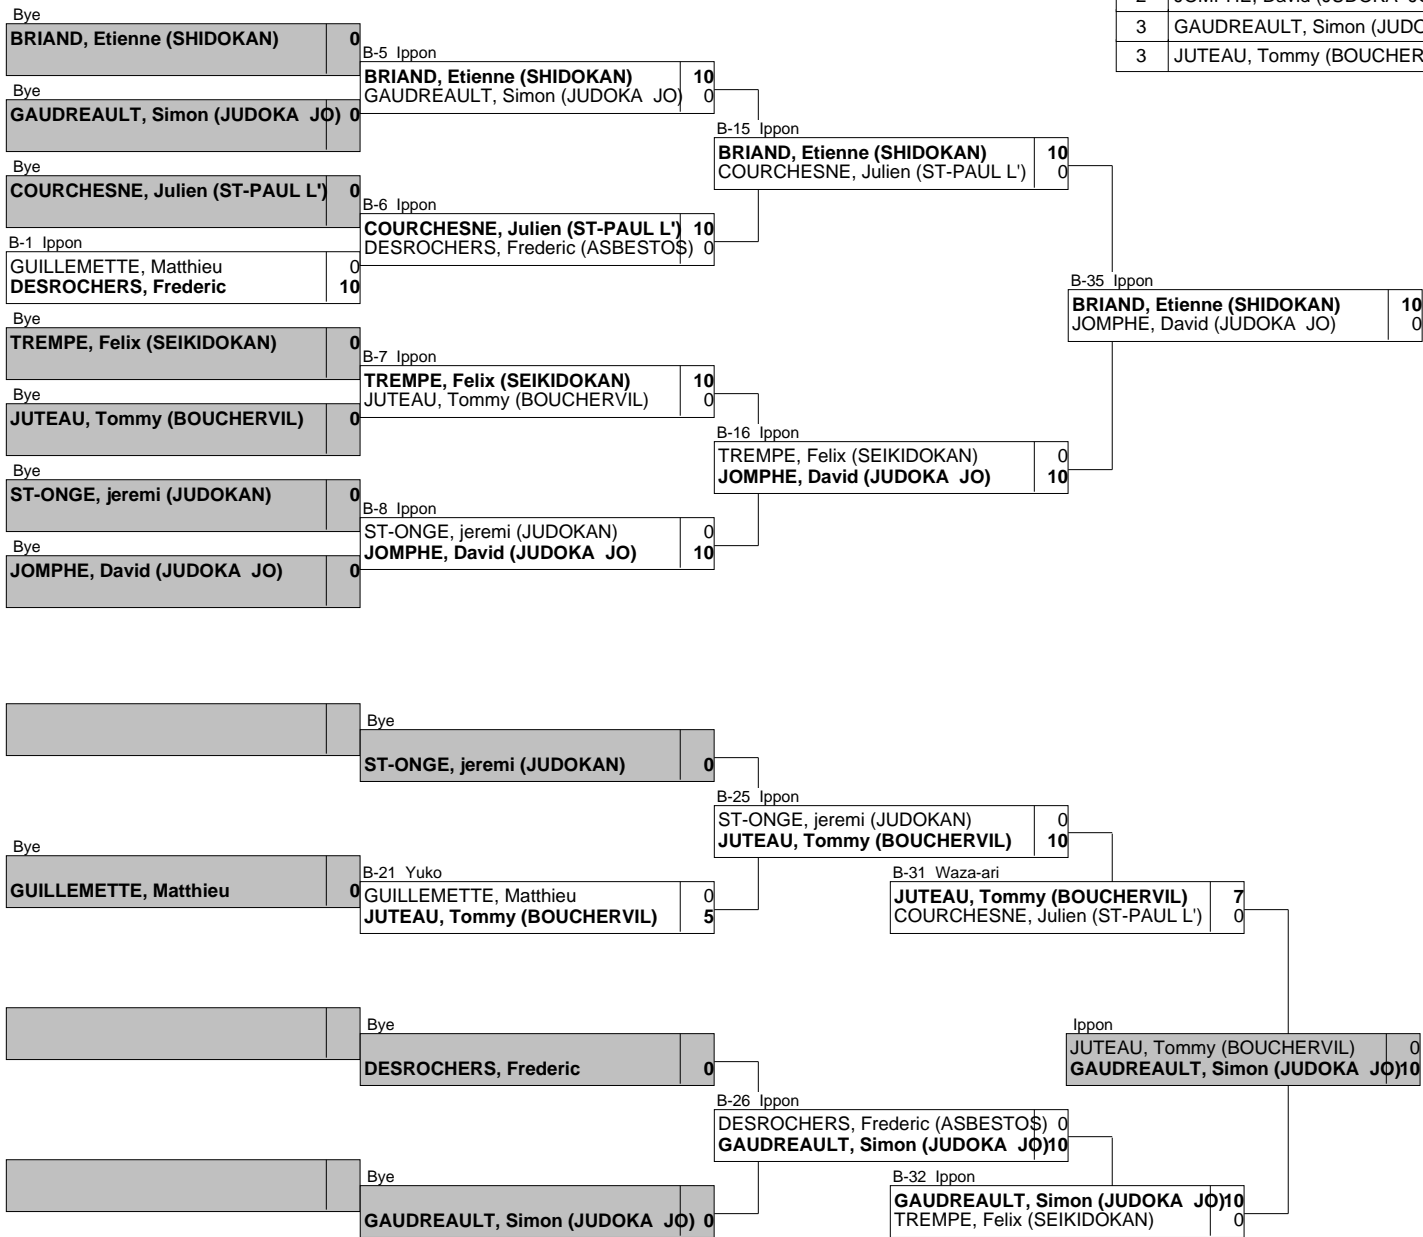 2 JOMPHE, David (JUDOKA JO
3 GAUDREAULT, Simon (JUDO
3 JUTEAU, Tommy (BOUCHER
Bye
BRIAND, Etienne (SHIDOKAN) 0
Bye
GAUDREAULT, Simon (JUDOKA JO) 0
Bye
COURCHESNE, Julien (ST-PAUL L') 0
B-1 Ippon
GUILLEMETTE, Matthieu 0
DESROCHERS, Frederic 10
Bye
TREMPE, Felix (SEIKIDOKAN) 0
Bye
JUTEAU, Tommy (BOUCHERVIL) 0
Bye
ST-ONGE, jeremi (JUDOKAN) 0
Bye
JOMPHE, David (JUDOKA JO) 0
B-5 Ippon
BRIAND, Etienne (SHIDOKAN) 10
GAUDREAULT, Simon (JUDOKA JO) 0
B-6 Ippon
COURCHESNE, Julien (ST-PAUL L') 10
DESROCHERS, Frederic (ASBESTOS) 0
B-7 Ippon
TREMPE, Felix (SEIKIDOKAN) 10
JUTEAU, Tommy (BOUCHERVIL) 0
B-8 Ippon
ST-ONGE, jeremi (JUDOKAN) 0
JOMPHE, David (JUDOKA JO) 10
B-15 Ippon
BRIAND, Etienne (SHIDOKAN) 10
COURCHESNE, Julien (ST-PAUL L') 0
B-16 Ippon
TREMPE, Felix (SEIKIDOKAN) 0
JOMPHE, David (JUDOKA JO) 10
B-35 Ippon
BRIAND, Etienne (SHIDOKAN) 10
JOMPHE, David (JUDOKA JO) 0
Bye
GUILLEMETTE, Matthieu 0
Bye
ST-ONGE, jeremi (JUDOKAN) 0
B-21 Yuko
GUILLEMETTE, Matthieu 0
JUTEAU, Tommy (BOUCHERVIL) 5
Bye
DESROCHERS, Frederic 0
Bye
GAUDREAULT, Simon (JUDOKA JO) 0
B-25 Ippon
ST-ONGE, jeremi (JUDOKAN) 0
JUTEAU, Tommy (BOUCHERVIL) 10
B-26 Ippon
DESROCHERS, Frederic (ASBESTOS) 0
GAUDREAULT, Simon (JUDOKA JO) 10
B-31 Waza-ari
JUTEAU, Tommy (BOUCHERVIL) 7
COURCHESNE, Julien (ST-PAUL L') 0
B-32 Ippon
GAUDREAULT, Simon (JUDOKA JO) 10
TREMPE, Felix (SEIKIDOKAN) 0
Ippon
JUTEAU, Tommy (BOUCHERVIL) 0
GAUDREAULT, Simon (JUDOKA JO) 10